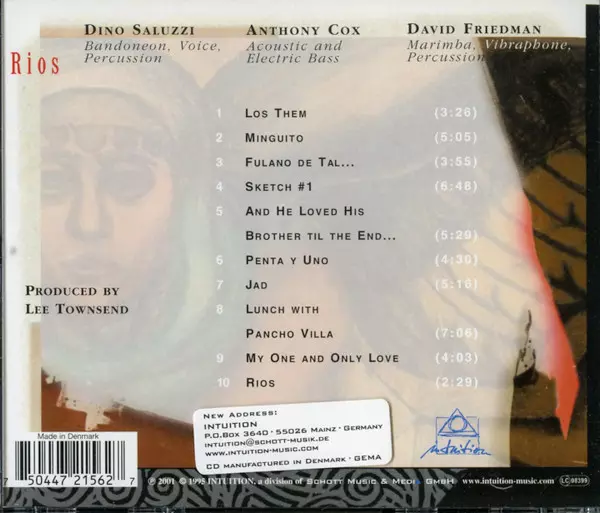 Rios
Dino Saluzzi
Bandoneon, Voice,
Percussion
Anthony Cox
Acoustic and
Electric Bass
David Friedman
Marimba, Vibraphone,
Percussion
1 Los Them (3:26)
2 Minguito (5:05)
3 Fulano de Tal... (3:55)
4 Sketch #1 (6:48)
5 And He Loved His
Brother til the End... (5:29)
6 Penta y Uno (4:30)
7 Jad (5:16)
8 Lunch with
Pancho Villa (7:06)
9 My One and Only Love (4:03)
10 Rios (2:29)
Produced by
Lee Townsend
New Address:
INTUITION
P.O.Box 3640 · 55026 Mainz · Germany
intuition@schott-musik.de
www.intuition-music.com
CD manufactured in Denmark · GEMA
intuition
Made in Denmark
7 50447 21562 7
℗ 2001 © 1995 INTUITION, a division of Schott Music & Media GmbH www.intuition-music.com LC 00399